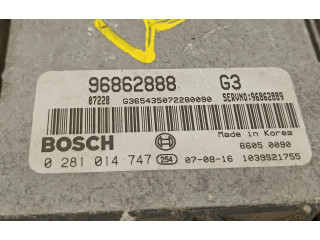 96862888 G3
07228 G365435072280090 SERVNO:96862889
BOSCH
Made in Korea
8605 0090
0 281 014 747 254 07-08-16 1039S21755